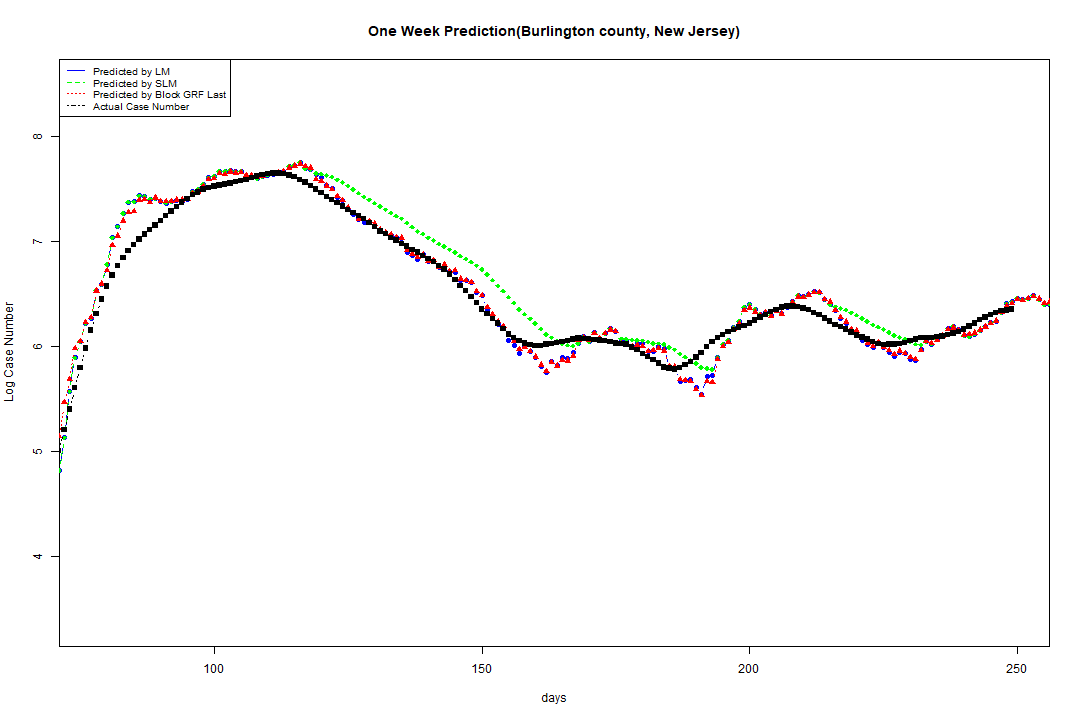 One Week Prediction(Burlington county, New Jersey)
Predicted by LM
Predicted by SLM
Predicted by Block GRF Last
Actual Case Number
8
7
6
5
4
Log Case Number
100 150 200 250
days